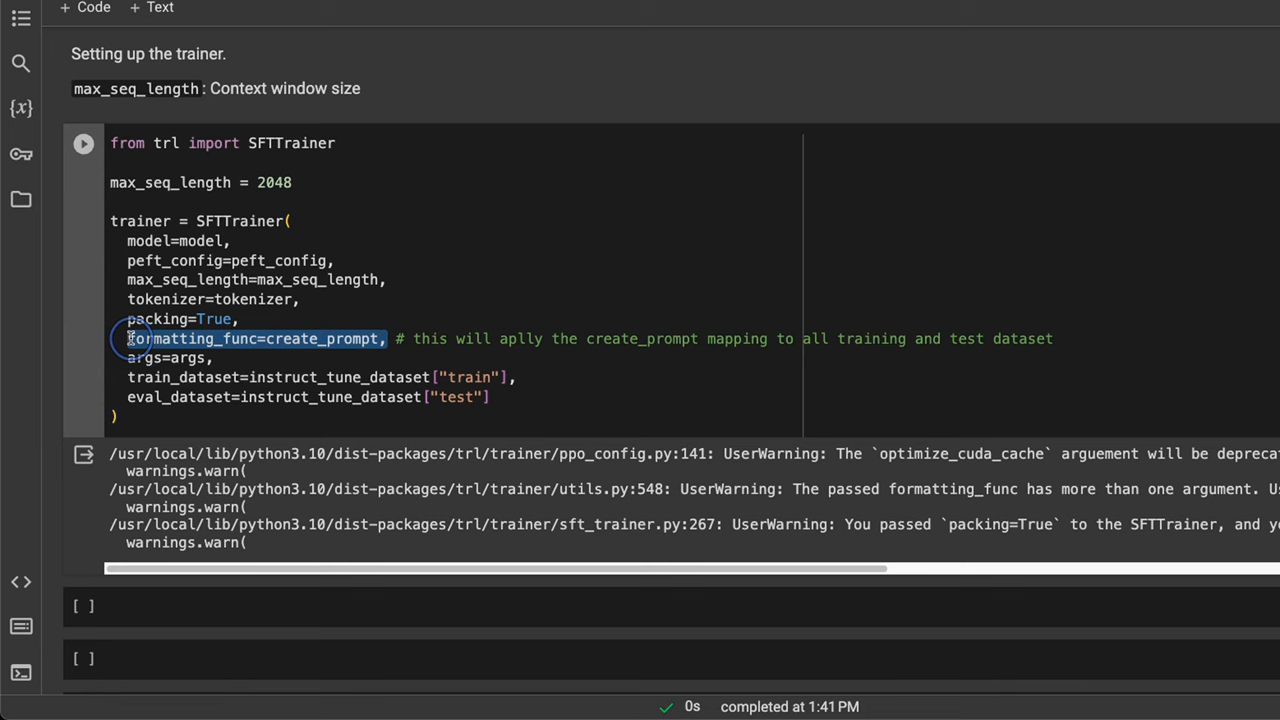 + Code + Text
Setting up the trainer.
max_seq_length: Context window size
from trl import SFTTrainer
max_seq_length = 2048
trainer = SFTTrainer(
model=model,
peft_config=peft_config,
max_seq_length=max_seq_length,
tokenizer=tokenizer,
packing=True,
formatting_func=create_prompt, # this will aplly the create_prompt mapping to all training and test dataset
args=args,
train_dataset=instruct_tune_dataset["train"],
eval_dataset=instruct_tune_dataset["test"]
)
/usr/local/lib/python3.10/dist-packages/trl/trainer/ppo_config.py:141: UserWarning: The `optimize_cuda_cache` arguement will be depreca
warnings.warn(
/usr/local/lib/python3.10/dist-packages/trl/trainer/utils.py:548: UserWarning: The passed formatting_func has more than one argument. U
warnings.warn(
/usr/local/lib/python3.10/dist-packages/trl/trainer/sft_trainer.py:267: UserWarning: You passed `packing=True` to the SFTTrainer, and y
warnings.warn(
[ ]
[ ]
0s completed at 1:41 PM